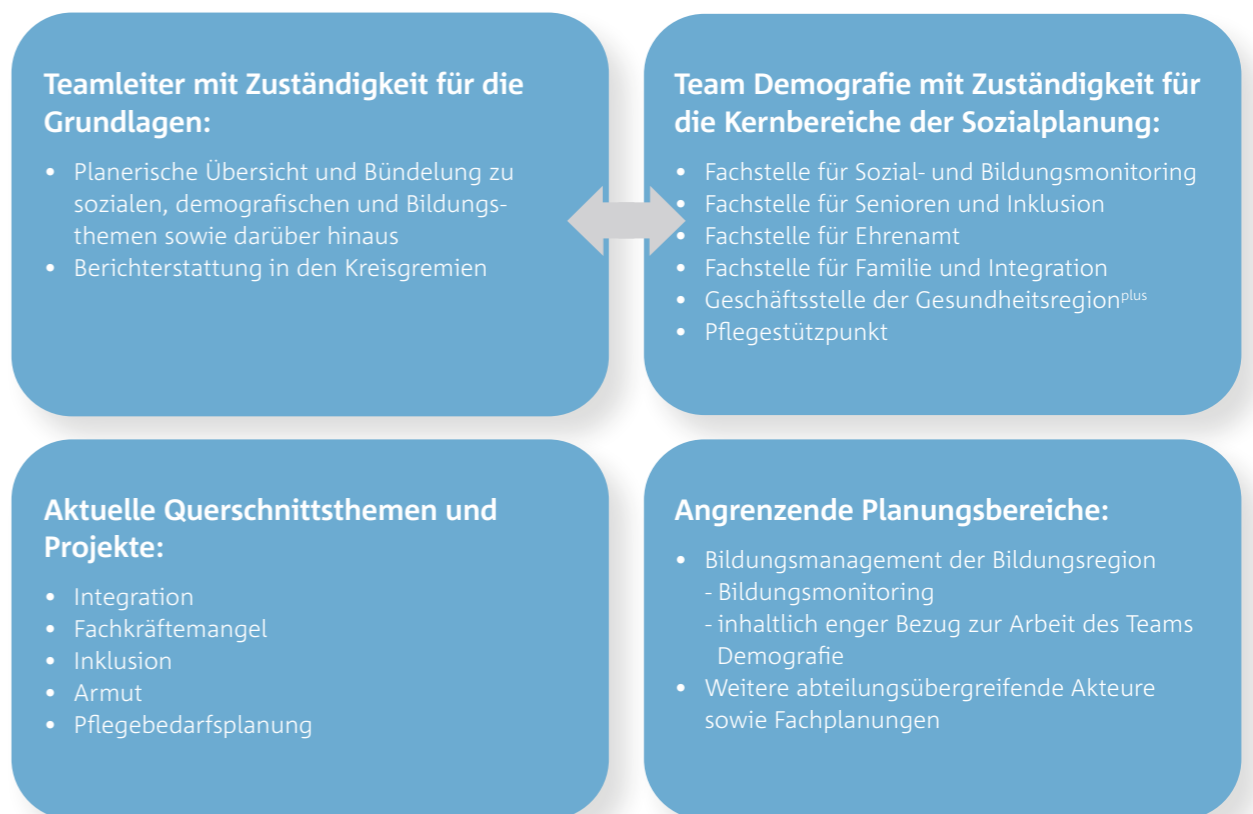 Teamleiter mit Zuständigkeit für die
Grundlagen:
• Planerische Übersicht und Bündelung zu
sozialen, demografischen und Bildungs-
themen sowie darüber hinaus
• Berichterstattung in den Kreisgremien
Team Demografie mit Zuständigkeit für
die Kernbereiche der Sozialplanung:
• Fachstelle für Sozial- und Bildungsmonitoring
• Fachstelle für Senioren und Inklusion
• Fachstelle für Ehrenamt
• Fachstelle für Familie und Integration
• Geschäftsstelle der Gesundheitsregionplus
• Pflegestützpunkt
Aktuelle Querschnittsthemen und
Projekte:
• Integration
• Fachkräftemangel
• Inklusion
• Armut
• Pflegebedarfsplanung
Angrenzende Planungsbereiche:
• Bildungsmanagement der Bildungsregion
- Bildungsmonitoring
- inhaltlich enger Bezug zur Arbeit des Teams
Demografie
• Weitere abteilungsübergreifende Akteure
sowie Fachplanungen